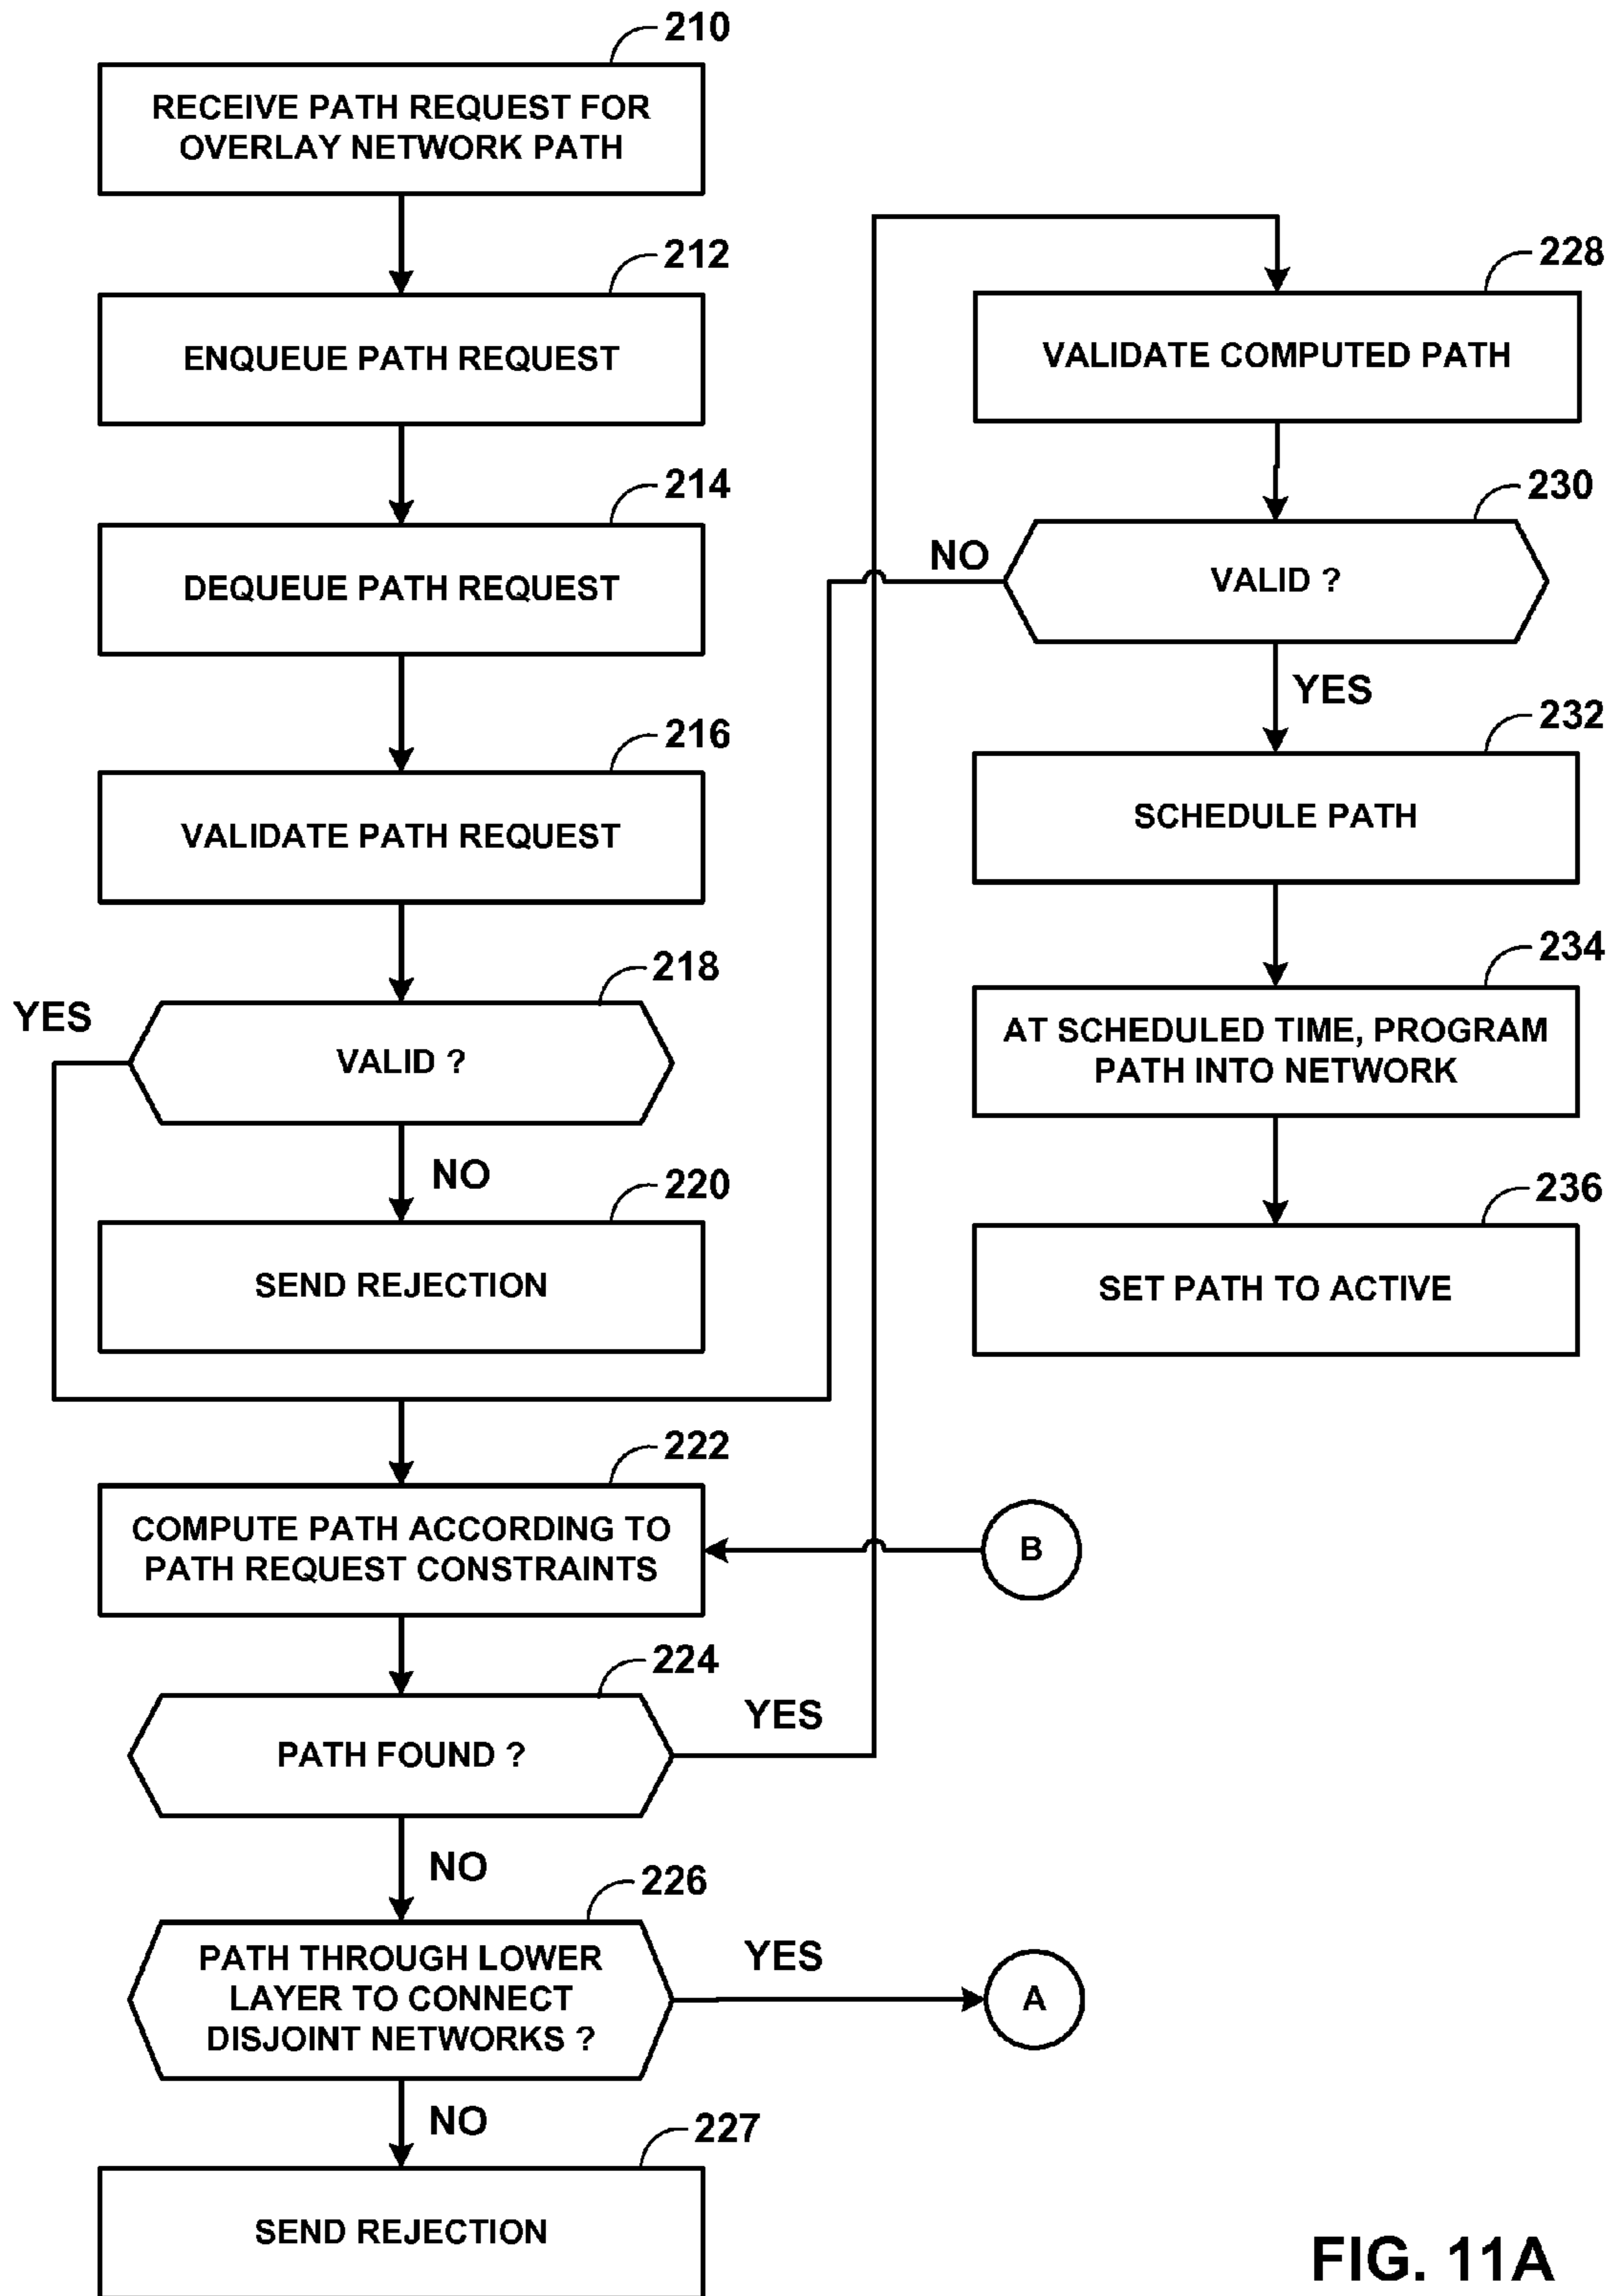 210
RECEIVE PATH REQUEST FOR
OVERLAY NETWORK PATH
212
ENQUEUE PATH REQUEST
214
DEQUEUE PATH REQUEST
216
VALIDATE PATH REQUEST
218
YES
VALID ?
NO
220
SEND REJECTION
222
COMPUTE PATH ACCORDING TO
PATH REQUEST CONSTRAINTS
B
224
PATH FOUND ?
YES
NO
226
PATH THROUGH LOWER
LAYER TO CONNECT
DISJOINT NETWORKS ?
YES
A
NO
227
SEND REJECTION
228
VALIDATE COMPUTED PATH
230
NO
VALID ?
YES
232
SCHEDULE PATH
234
AT SCHEDULED TIME, PROGRAM
PATH INTO NETWORK
236
SET PATH TO ACTIVE
FIG. 11A